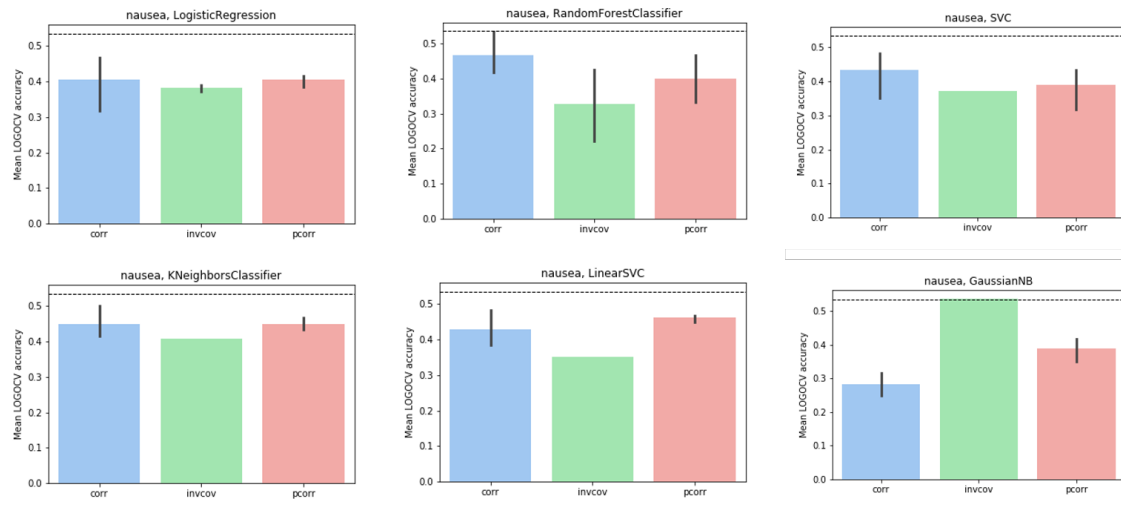 nausea, LogisticRegression
Mean LOGOCV accuracy
0.5
0.4
0.3
0.2
0.1
0.0
corr invcov pcorr
nausea, RandomForestClassifier
Mean LOGOCV accuracy
0.5
0.4
0.3
0.2
0.1
0.0
corr invcov pcorr
nausea, SVC
Mean LOGOCV accuracy
0.5
0.4
0.3
0.2
0.1
0.0
corr invcov pcorr
nausea, KNeighborsClassifier
Mean LOGOCV accuracy
0.5
0.4
0.3
0.2
0.1
0.0
corr invcov pcorr
nausea, LinearSVC
Mean LOGOCV accuracy
0.5
0.4
0.3
0.2
0.1
0.0
corr invcov pcorr
nausea, GaussianNB
Mean LOGOCV accuracy
0.5
0.4
0.3
0.2
0.1
0.0
corr invcov pcorr